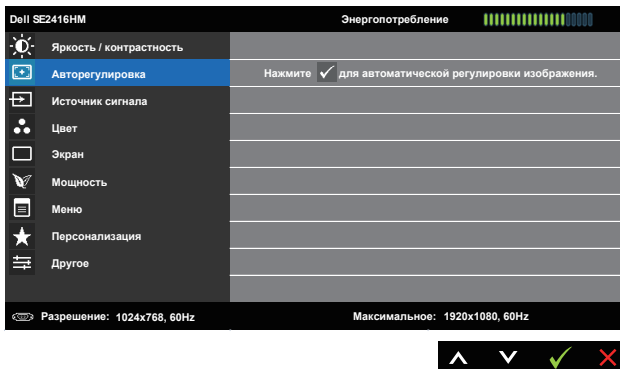 Dell SE2416HM Энергопотребление
Яркость / контрастность
Авторегулировка Нажмите для автоматической регулировки изображения.
Источник сигнала
Цвет
Экран
Мощность
Меню
Персонализация
Другое
Разрешение: 1024x768, 60Hz Максимальное: 1920x1080, 60Hz